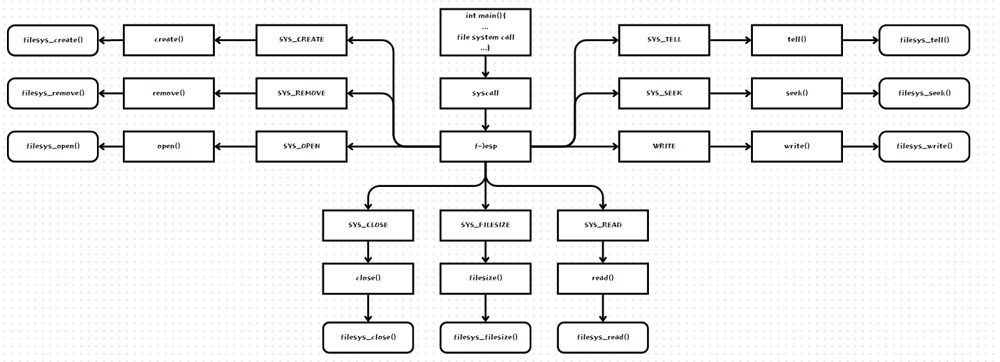 int main() {
...
file system call
...}
filesys_create()
create()
SYS_CREATE
SYS_TELL
tell()
filesys_tell()
filesys_remove()
remove()
SYS_REMOVE
syscall
SYS_SEEK
seek()
filesys_seek()
filesys_open()
open()
SYS_OPEN
f->esp
WRITE
write()
filesys_write()
SYS_CLOSE
SYS_FILESIZE
SYS_READ
close()
filesize()
read()
filesys_close()
filesys_filesize()
filesys_read()